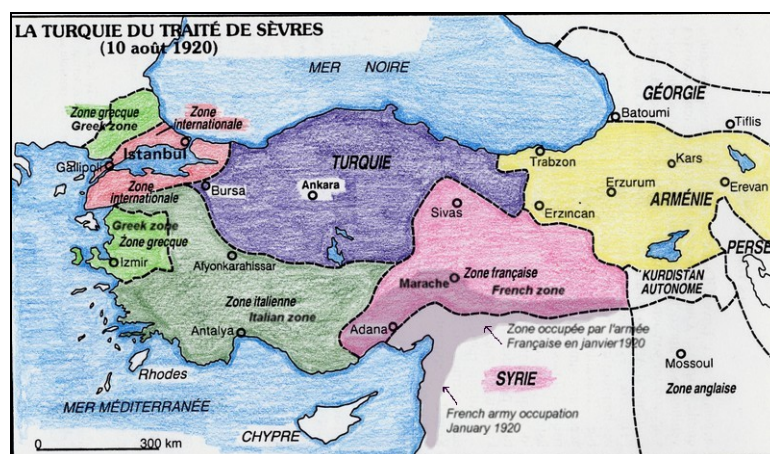 LA TURQUIE DU TRAITÉ DE SÈVRES
(10 août 1920)
MER NOIRE
GÉORGIE
Batoumi
Tiflis
Zone grecque
Greek zone
Zone
internationale
Istanbul
Gallipoli
Zone
internationale
Bursa
TURQUIE
Ankara
Trabzon
Kars
Erzurum
Erevan
ARMÉNIE
Erzincan
Sivas
PERSE
KURDISTAN
AUTONOME
Greek zone
Zone grecque
Izmir
Afyonkarahissar
Zone française
Marache
French zone
Zone italienne
Italian zone
Antalya
Adana
Zone occupée par l'armée
Française en janvier1920
Mossoul
Zone anglaise
SYRIE
Rhodes
MER MÉDITERRANÉE
CHYPRE
French army occupation
January 1920
0 300 km